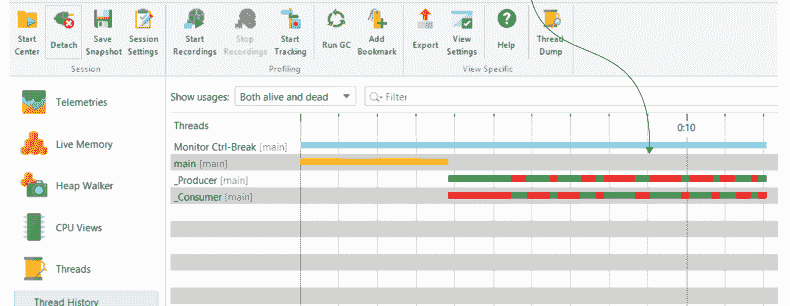 Start Center
Detach
Save Snapshot
Session Settings
Start Recordings
Stop Recordings
Start Tracking
Run GC
Add Bookmark
Export
View Settings
Help
Thread Dump
Session
Profiling
View Specific
Telemetries
Live Memory
Heap Walker
CPU Views
Threads
Thread History
Show usages: Both alive and dead
Filter
Threads
0:10
Monitor Ctrl-Break [main]
main [main]
_Producer [main]
_Consumer [main]